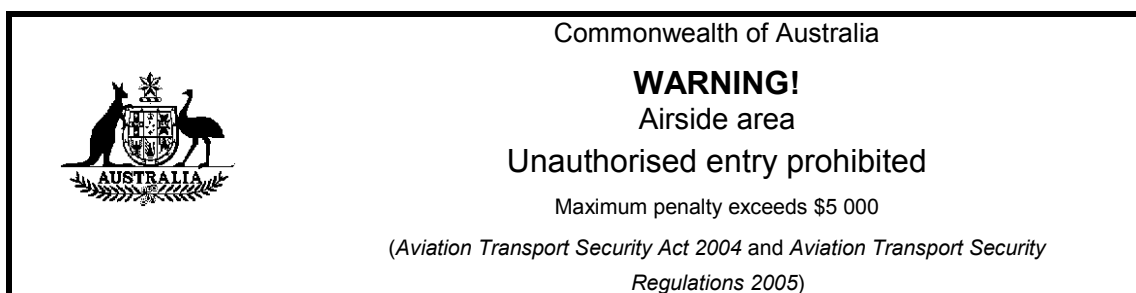 Commonwealth of Australia
WARNING!
Airside area
Unauthorised entry prohibited
AUSTRALIA
Maximum penalty exceeds $5 000
(Aviation Transport Security Act 2004 and Aviation Transport Security
Regulations 2005)